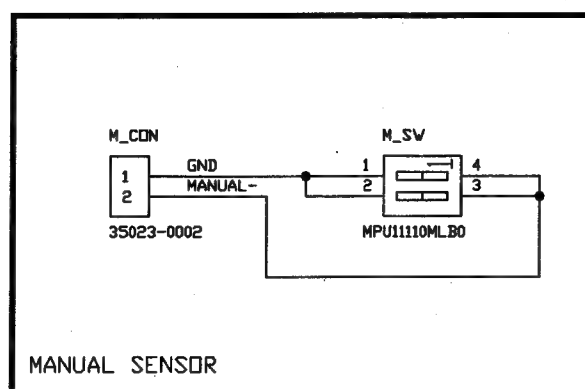 M_CON
M_SW
1
GND
1
4
2
MANUAL-
2
3
35023-0002
MPU11110MLB0
MANUAL SENSOR